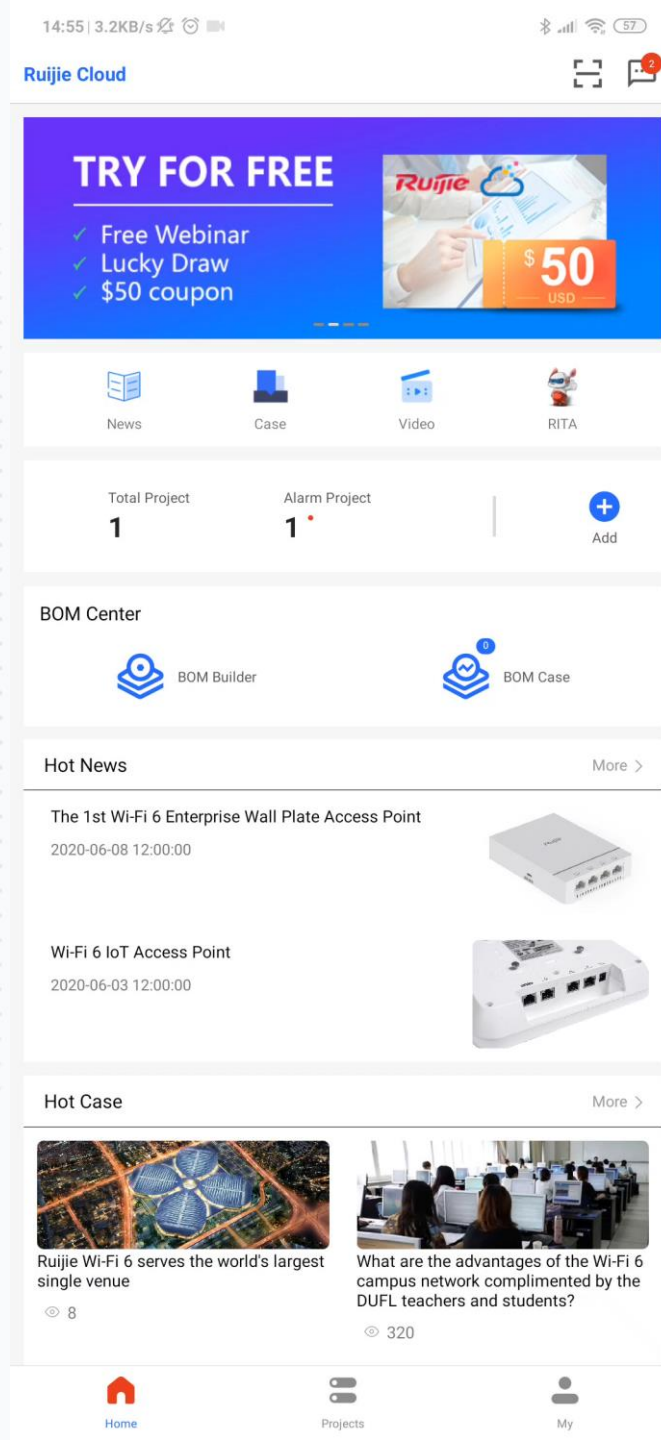 14:55 | 3.2KB/s
57
Ruijie Cloud
2
TRY FOR FREE
✓ Free Webinar
✓ Lucky Draw
✓ $50 coupon
Ruijie
$50
USD
News
Case
Video
RITA
Total Project
Alarm Project
1
1
Add
BOM Center
BOM Builder
0
BOM Case
Hot News
More >
The 1st Wi-Fi 6 Enterprise Wall Plate Access Point
2020-06-08 12:00:00
Wi-Fi 6 IoT Access Point
2020-06-03 12:00:00
Hot Case
More >
Ruijie Wi-Fi 6 serves the world's largest
single venue
8
What are the advantages of the Wi-Fi 6
campus network complimented by the
DUFL teachers and students?
320
Home
Projects
My